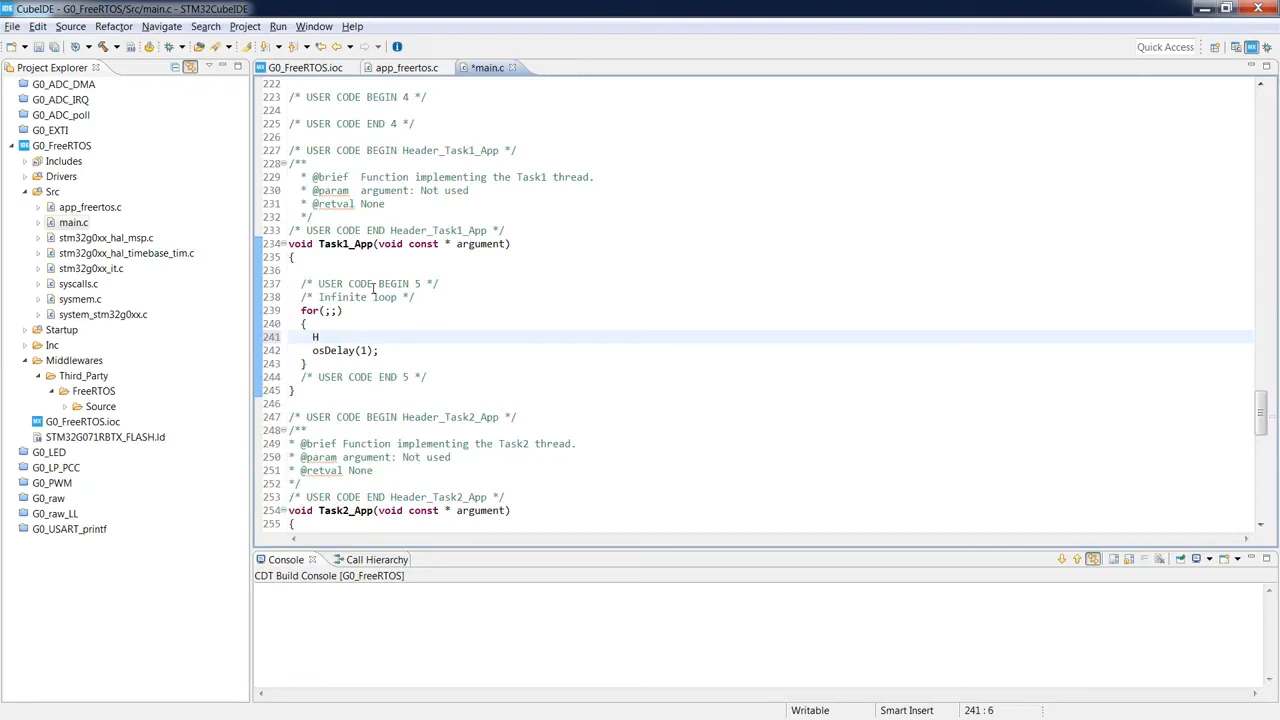 CubeIDE - G0_FreeRTOS/Src/main.c - STM32CubeIDE
File Edit Source Refactor Navigate Search Project Run Window Help
Quick Access
Project Explorer
G0_ADC_DMA
G0_ADC_IRQ
G0_ADC_poll
G0_EXTI
G0_FreeRTOS
Includes
Drivers
Src
app_freertos.c
main.c
stm32g0xx_hal_msp.c
stm32g0xx_hal_timebase_tim.c
stm32g0xx_it.c
syscalls.c
sysmem.c
system_stm32g0xx.c
Startup
Inc
Middlewares
Third_Party
FreeRTOS
Source
G0_FreeRTOS.ioc
STM32G071RBTX_FLASH.ld
G0_LED
G0_LP_PCC
G0_PWM
G0_raw
G0_raw_LL
G0_USART_printf
G0_FreeRTOS.ioc app_freertos.c *main.c
222
223 /* USER CODE BEGIN 4 */
224
225 /* USER CODE END 4 */
226
227 /* USER CODE BEGIN Header_Task1_App */
228 /**
229 * @brief Function implementing the Task1 thread.
230 * @param argument: Not used
231 * @retval None
232 */
233 /* USER CODE END Header_Task1_App */
234 void Task1_App(void const * argument)
235 {
236
237 /* USER CODE BEGIN 5 */
238 /* Infinite loop */
239 for(;;)
240 {
241 H
242 osDelay(1);
243 }
244 /* USER CODE END 5 */
245 }
246
247 /* USER CODE BEGIN Header_Task2_App */
248 /**
249 * @brief Function implementing the Task2 thread.
250 * @param argument: Not used
251 * @retval None
252 */
253 /* USER CODE END Header_Task2_App */
254 void Task2_App(void const * argument)
255 {
Console Call Hierarchy
CDT Build Console [G0_FreeRTOS]
Writable Smart Insert 241 : 6